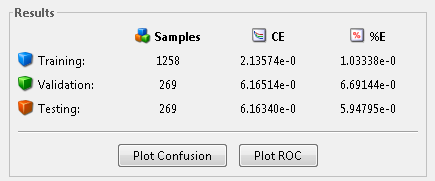 Results
Samples CE %E
Training: 1258 2.13574e-0 1.03338e-0
Validation: 269 6.16514e-0 6.69144e-0
Testing: 269 6.16340e-0 5.94795e-0
Plot Confusion Plot ROC